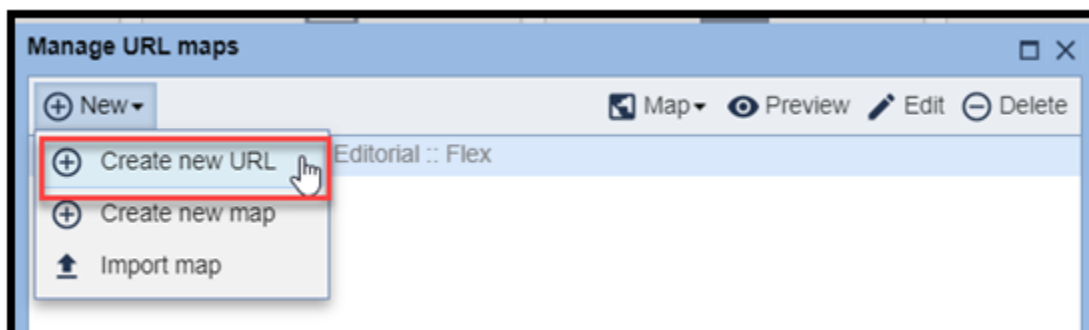 Manage URL maps
New Map Preview Edit Delete
Create new URL Editorial :: Flex
Create new map
Import map